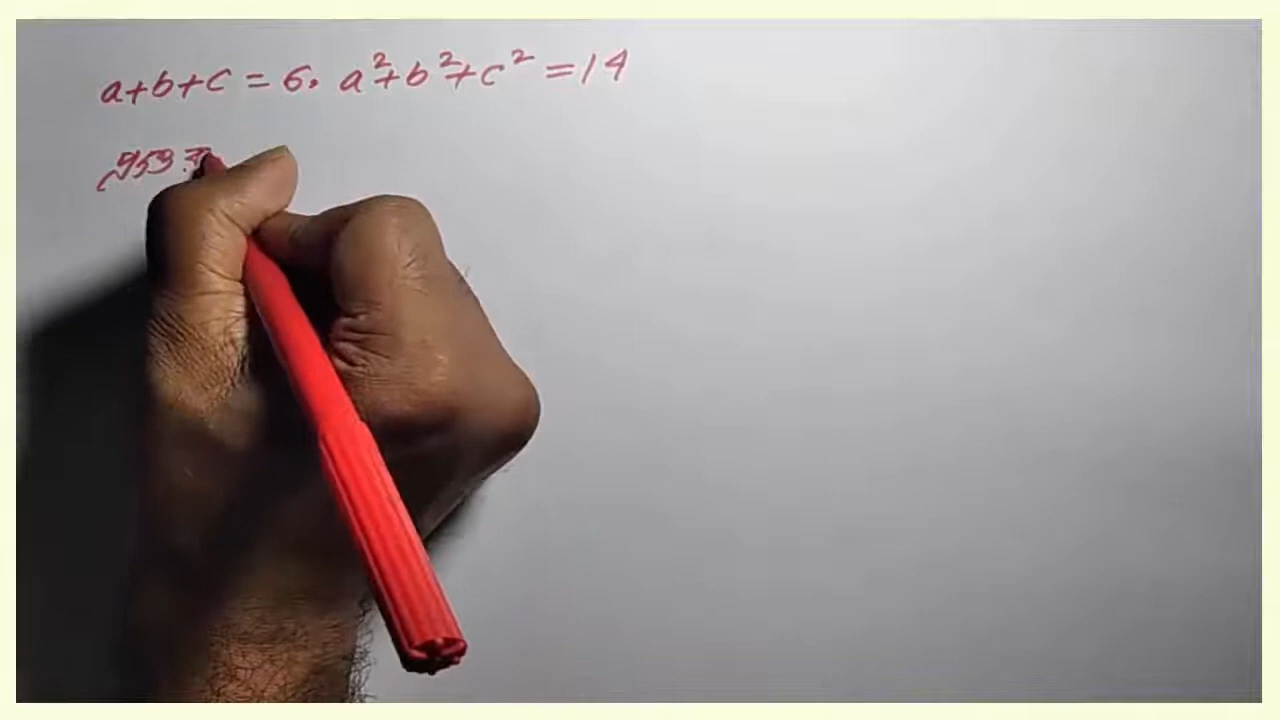 a+b+c = 6, a²+b²+c² = 14